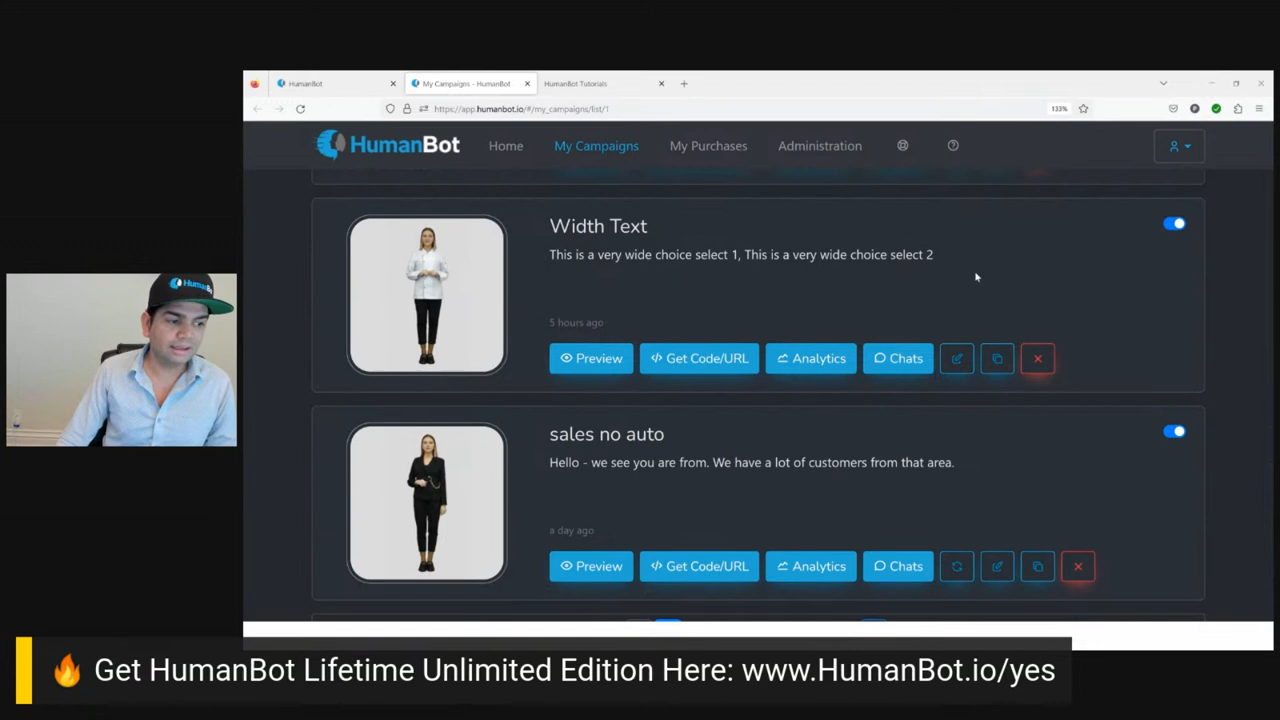 HumanBot
My Campaigns - HumanBot
HumanBot Tutorials
https://app.humanbot.io/#/my_campaigns/list/1
133%
HumanBot
Home
My Campaigns
My Purchases
Administration
Width Text
This is a very wide choice select 1, This is a very wide choice select 2
5 hours ago
Preview
Get Code/URL
Analytics
Chats
sales no auto
Hello - we see you are from. We have a lot of customers from that area.
a day ago
Preview
Get Code/URL
Analytics
Chats
HumanBot
🔥 Get HumanBot Lifetime Unlimited Edition Here: www.HumanBot.io/yes